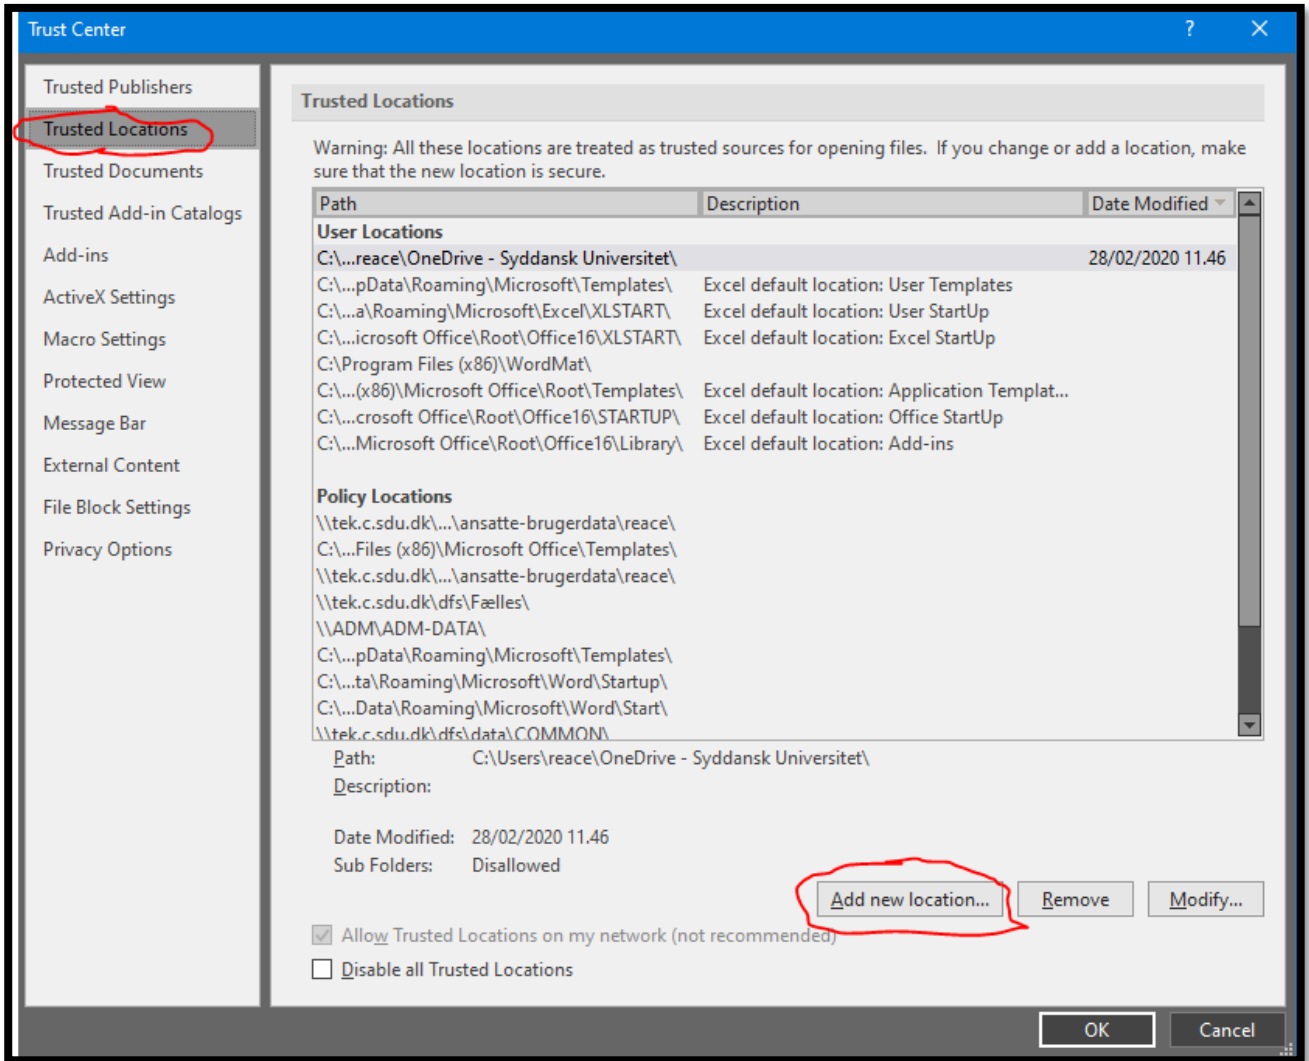 Trust Center ?
Trusted Publishers
Trusted Locations
Trusted Documents
Trusted Add-in Catalogs
Add-ins
ActiveX Settings
Macro Settings
Protected View
Message Bar
External Content
File Block Settings
Privacy Options
Trusted Locations
Warning: All these locations are treated as trusted sources for opening files. If you change or add a location, make
sure that the new location is secure.
Path Description Date Modified
User Locations
C:\...reace\OneDrive - Syddansk Universitet\ 28/02/2020 11.46
C:\...pData\Roaming\Microsoft\Templates\ Excel default location: User Templates
C:\...a\Roaming\Microsoft\Excel\XLSTART\ Excel default location: User StartUp
C:\...icrosoft Office\Root\Office16\XLSTART\ Excel default location: Excel StartUp
C:\Program Files (x86)\WordMat\
C:\...(x86)\Microsoft Office\Root\Templates\ Excel default location: Application Templat...
C:\...crosoft Office\Root\Office16\STARTUP\ Excel default location: Office StartUp
C:\...Microsoft Office\Root\Office16\Library\ Excel default location: Add-ins
Policy Locations
\\tek.c.sdu.dk\...\ansatte-brugerdata\reace\
C:\...Files (x86)\Microsoft Office\Templates\
\\tek.c.sdu.dk\...\ansatte-brugerdata\reace\
\\tek.c.sdu.dk\dfs\Fælles\
\\ADM\ADM-DATA\
C:\...pData\Roaming\Microsoft\Templates\
C:\...ta\Roaming\Microsoft\Word\Startup\
C:\...Data\Roaming\Microsoft\Word\Start\
\\tek.c.sdu.dk\dfs\data\COMMON\
Path: C:\Users\reace\OneDrive - Syddansk Universitet\
Description:
Date Modified: 28/02/2020 11.46
Sub Folders: Disallowed
Add new location... Remove Modify...
Allow Trusted Locations on my network (not recommended)
Disable all Trusted Locations
OK Cancel